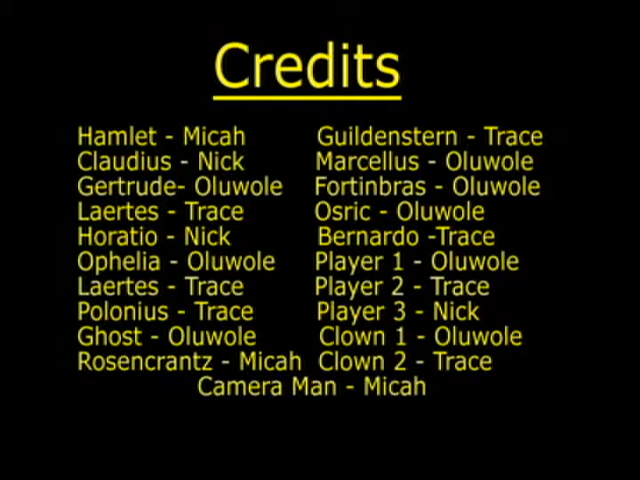 Credits
Hamlet - Micah
Claudius - Nick
Gertrude- Oluwole
Laertes - Trace
Horatio - Nick
Ophelia - Oluwole
Laertes - Trace
Polonius - Trace
Ghost - Oluwole
Rosencrantz - Micah
Guildenstern - Trace
Marcellus - Oluwole
Fortinbras - Oluwole
Osric - Oluwole
Bernardo -Trace
Player 1 - Oluwole
Player 2 - Trace
Player 3 - Nick
Clown 1 - Oluwole
Clown 2 - Trace
Camera Man - Micah